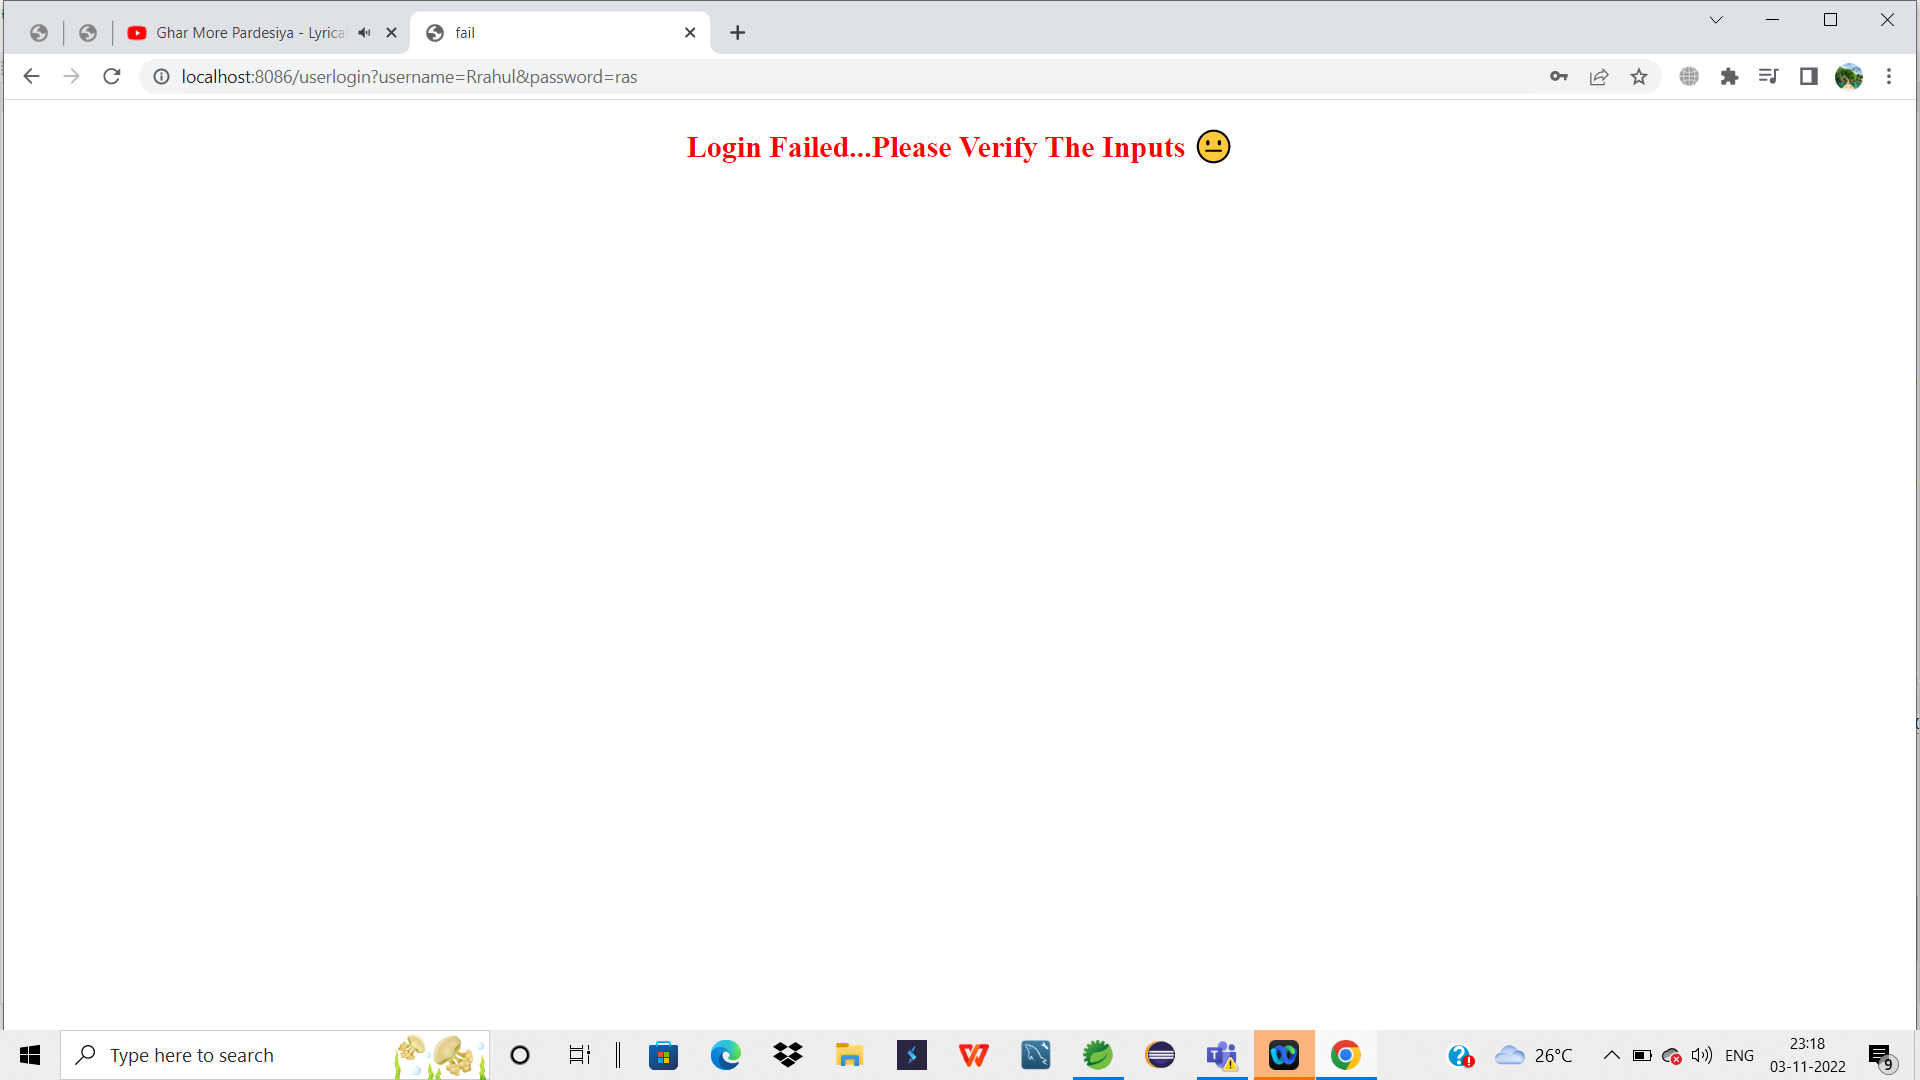 Ghar More Pardesiya - Lyrica
fail
localhost:8086/userlogin?username=Rrahul&password=ras
Login Failed...Please Verify The Inputs 😐
Type here to search
26°C
ENG
23:18
03-11-2022
9